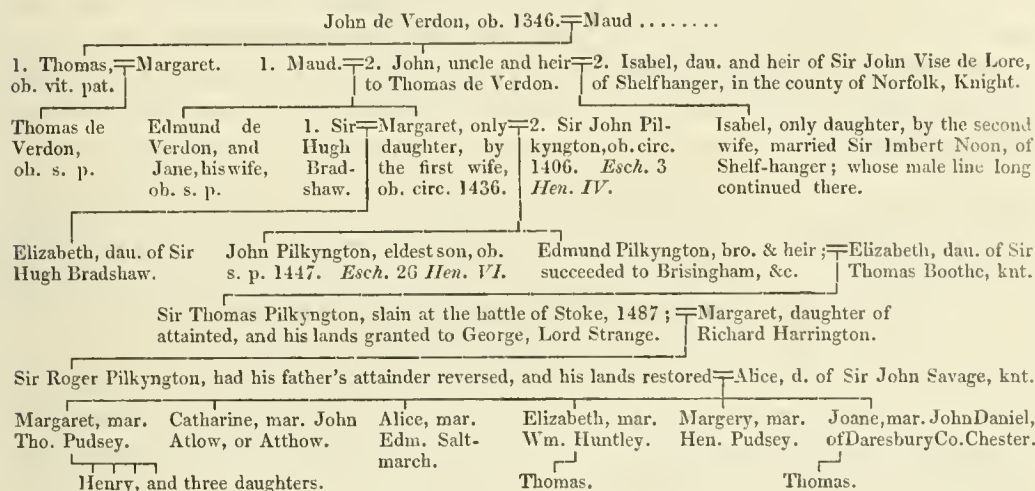 John de Verdon, ob. 1346.╤Maud ........
1. Thomas,╤Margaret. 1. Maud.╤2. John, uncle and heir╤2. Isabel, dau. and heir of Sir John Vise de Lore,
ob. vit. pat. to Thomas de Verdon. of Shelfhanger, in the county of Norfolk, Knight.
Thomas de Edmund de 1. Sir╤Margaret, only╤2. Sir John Pil- Isabel, only daughter, by the second
Verdon, Verdon, and Hugh daughter, by kyngton, ob. circ. wife, married Sir Imbert Noon, of
ob. s. p. Jane, his wife, Brad- the first wife, 1406. Esch. 3 Shelf-hanger; whose male line long
ob. s. p. shaw. ob. circ. 1436. Hen. IV. continued there.
Elizabeth, dau. of Sir John Pilkyngton, eldest son, ob. Edmund Pilkyngton, bro. & heir;╤Elizabeth, dau. of Sir
Hugh Bradshaw. s. p. 1447. Esch. 26 Hen. VI. succeeded to Brisingham, &c. Thomas Boothe, knt.
Sir Thomas Pilkyngton, slain at the battle of Stoke, 1487;╤Margaret, daughter of
attainted, and his lands granted to George, Lord Strange. Richard Harrington.
Sir Roger Pilkyngton, had his father's attainder reversed, and his lands restored╤Alice, d. of Sir John Savage, knt.
Margaret, mar. Catharine, mar. John Alice, mar. Elizabeth, mar. Margery, mar. Joane, mar. John Daniel,
Tho. Pudsey. Atlow, or Atthow. Edm. Salt- Wm. Huntley. Hen. Pudsey. of Daresbury Co. Chester.
march.
Henry, and three daughters. Thomas. Thomas.